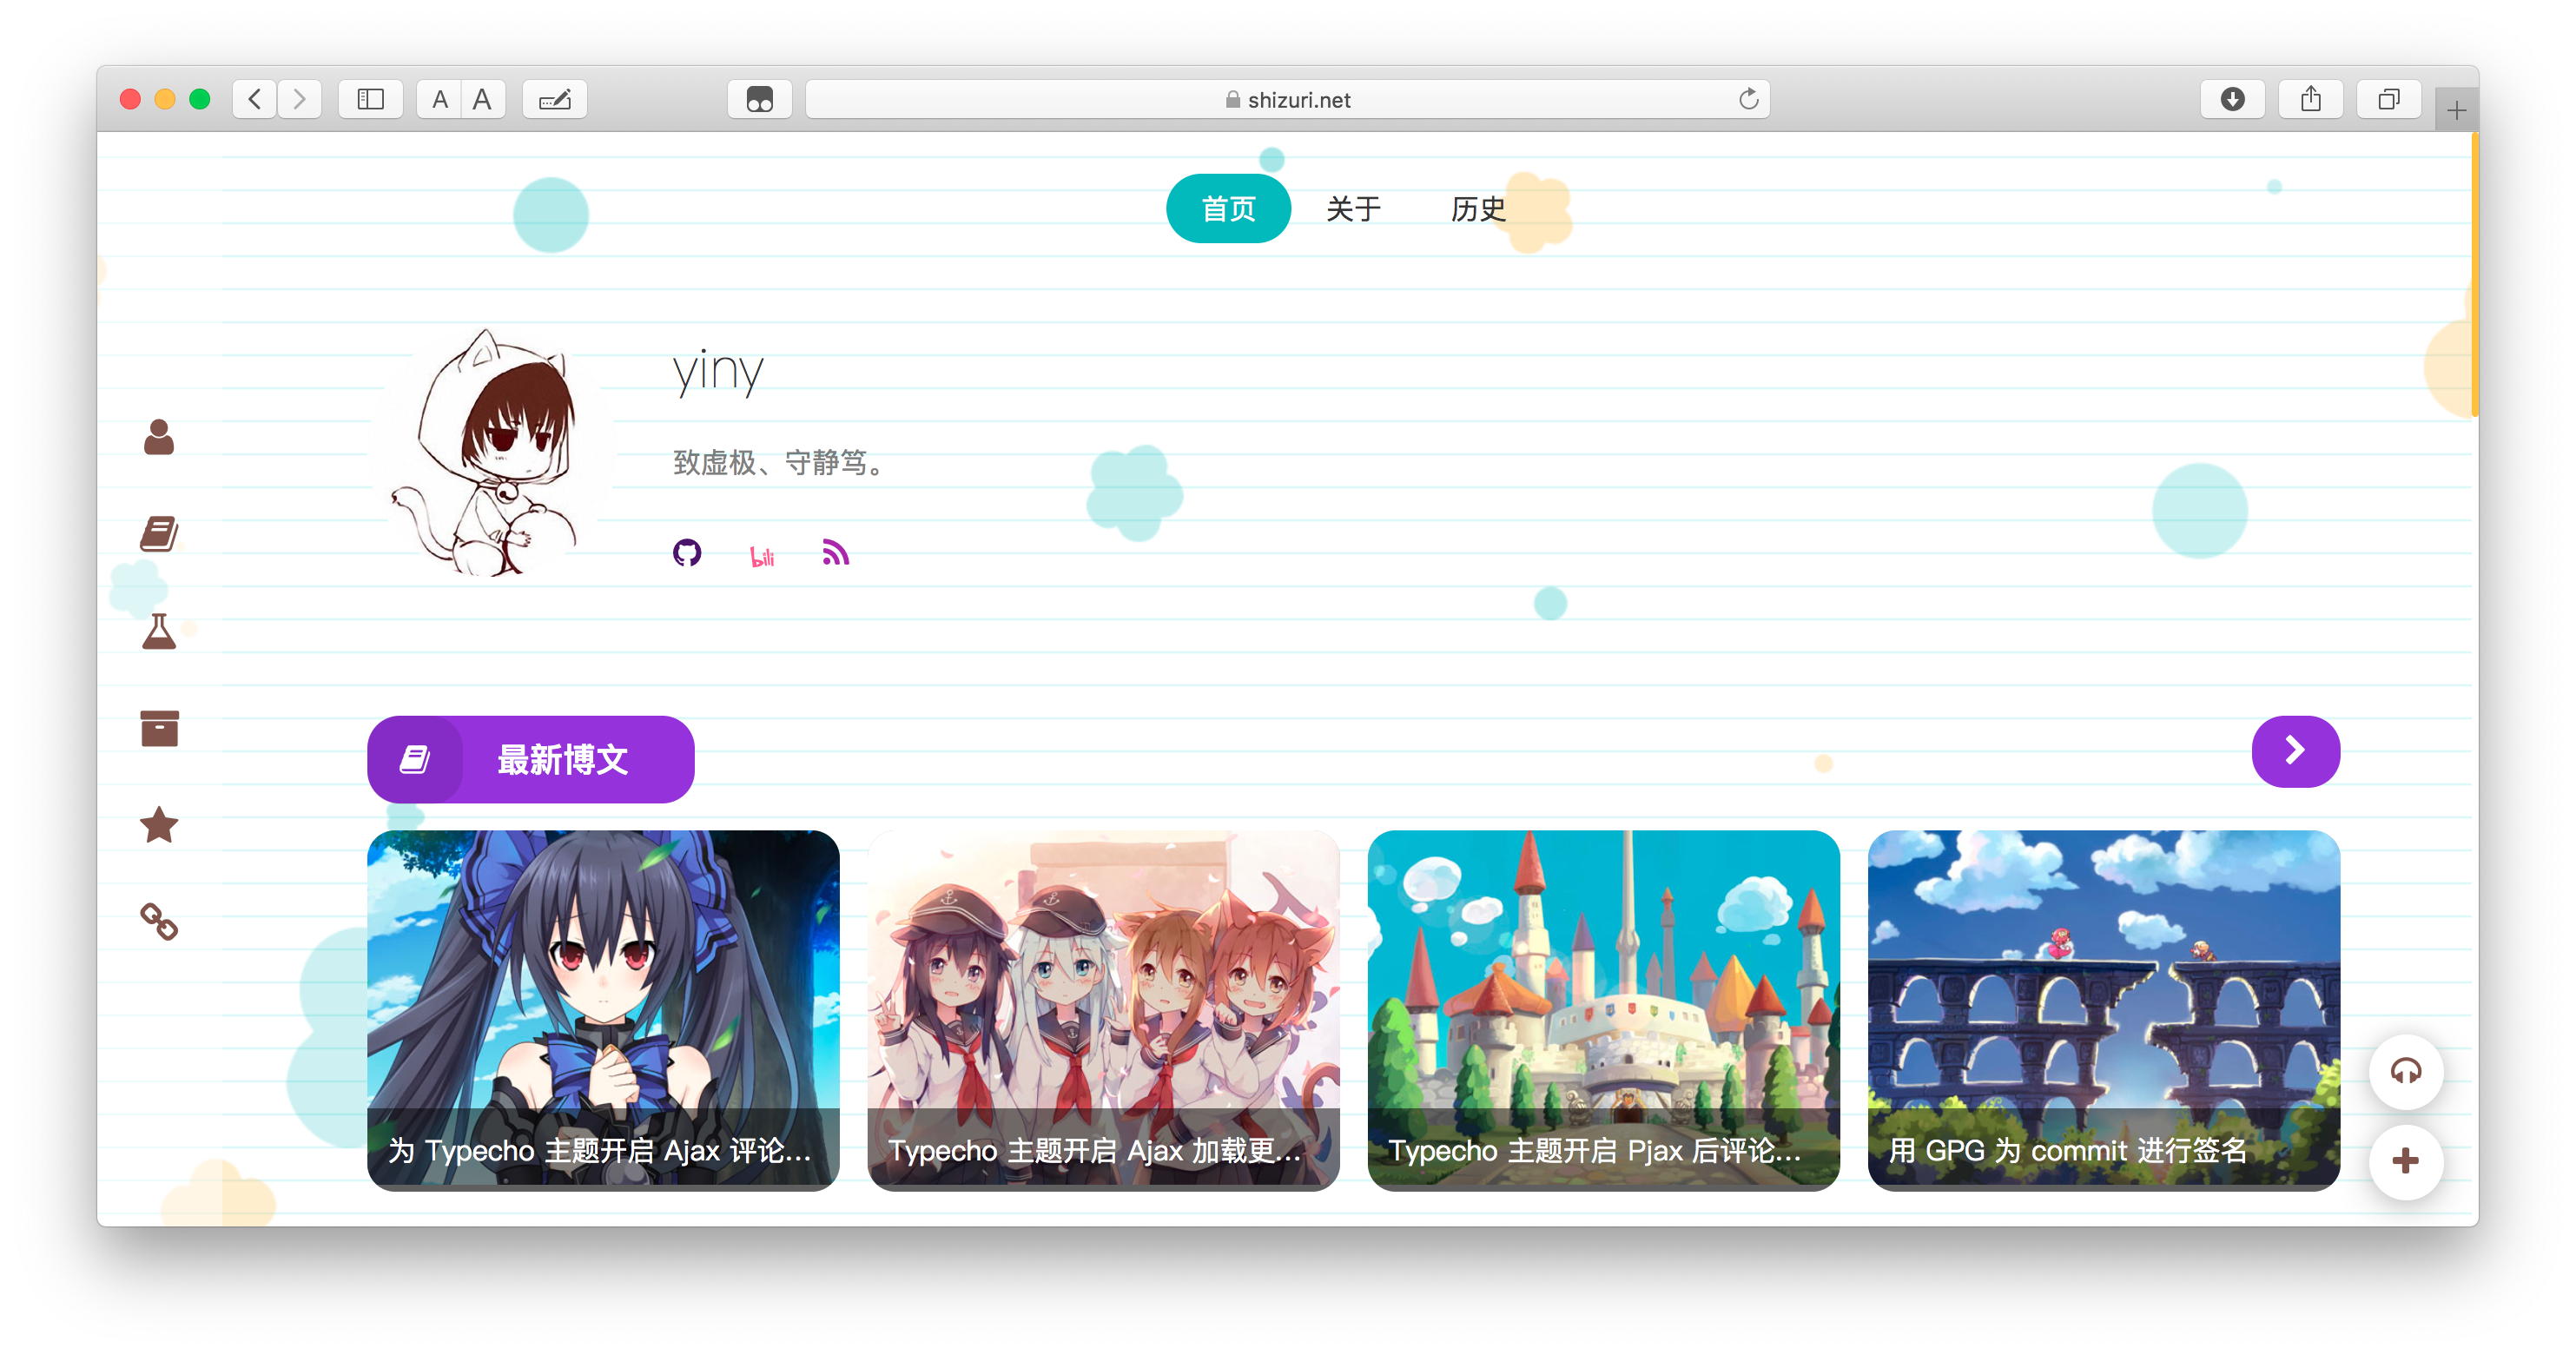 A A
shizuri.net
首页 关于 历史
yiny
致虚极、守静笃。
bili
最新博文
为 Typecho 主题开启 Ajax 评论...
Typecho 主题开启 Ajax 加载更...
Typecho 主题开启 Pjax 后评论...
用 GPG 为 commit 进行签名